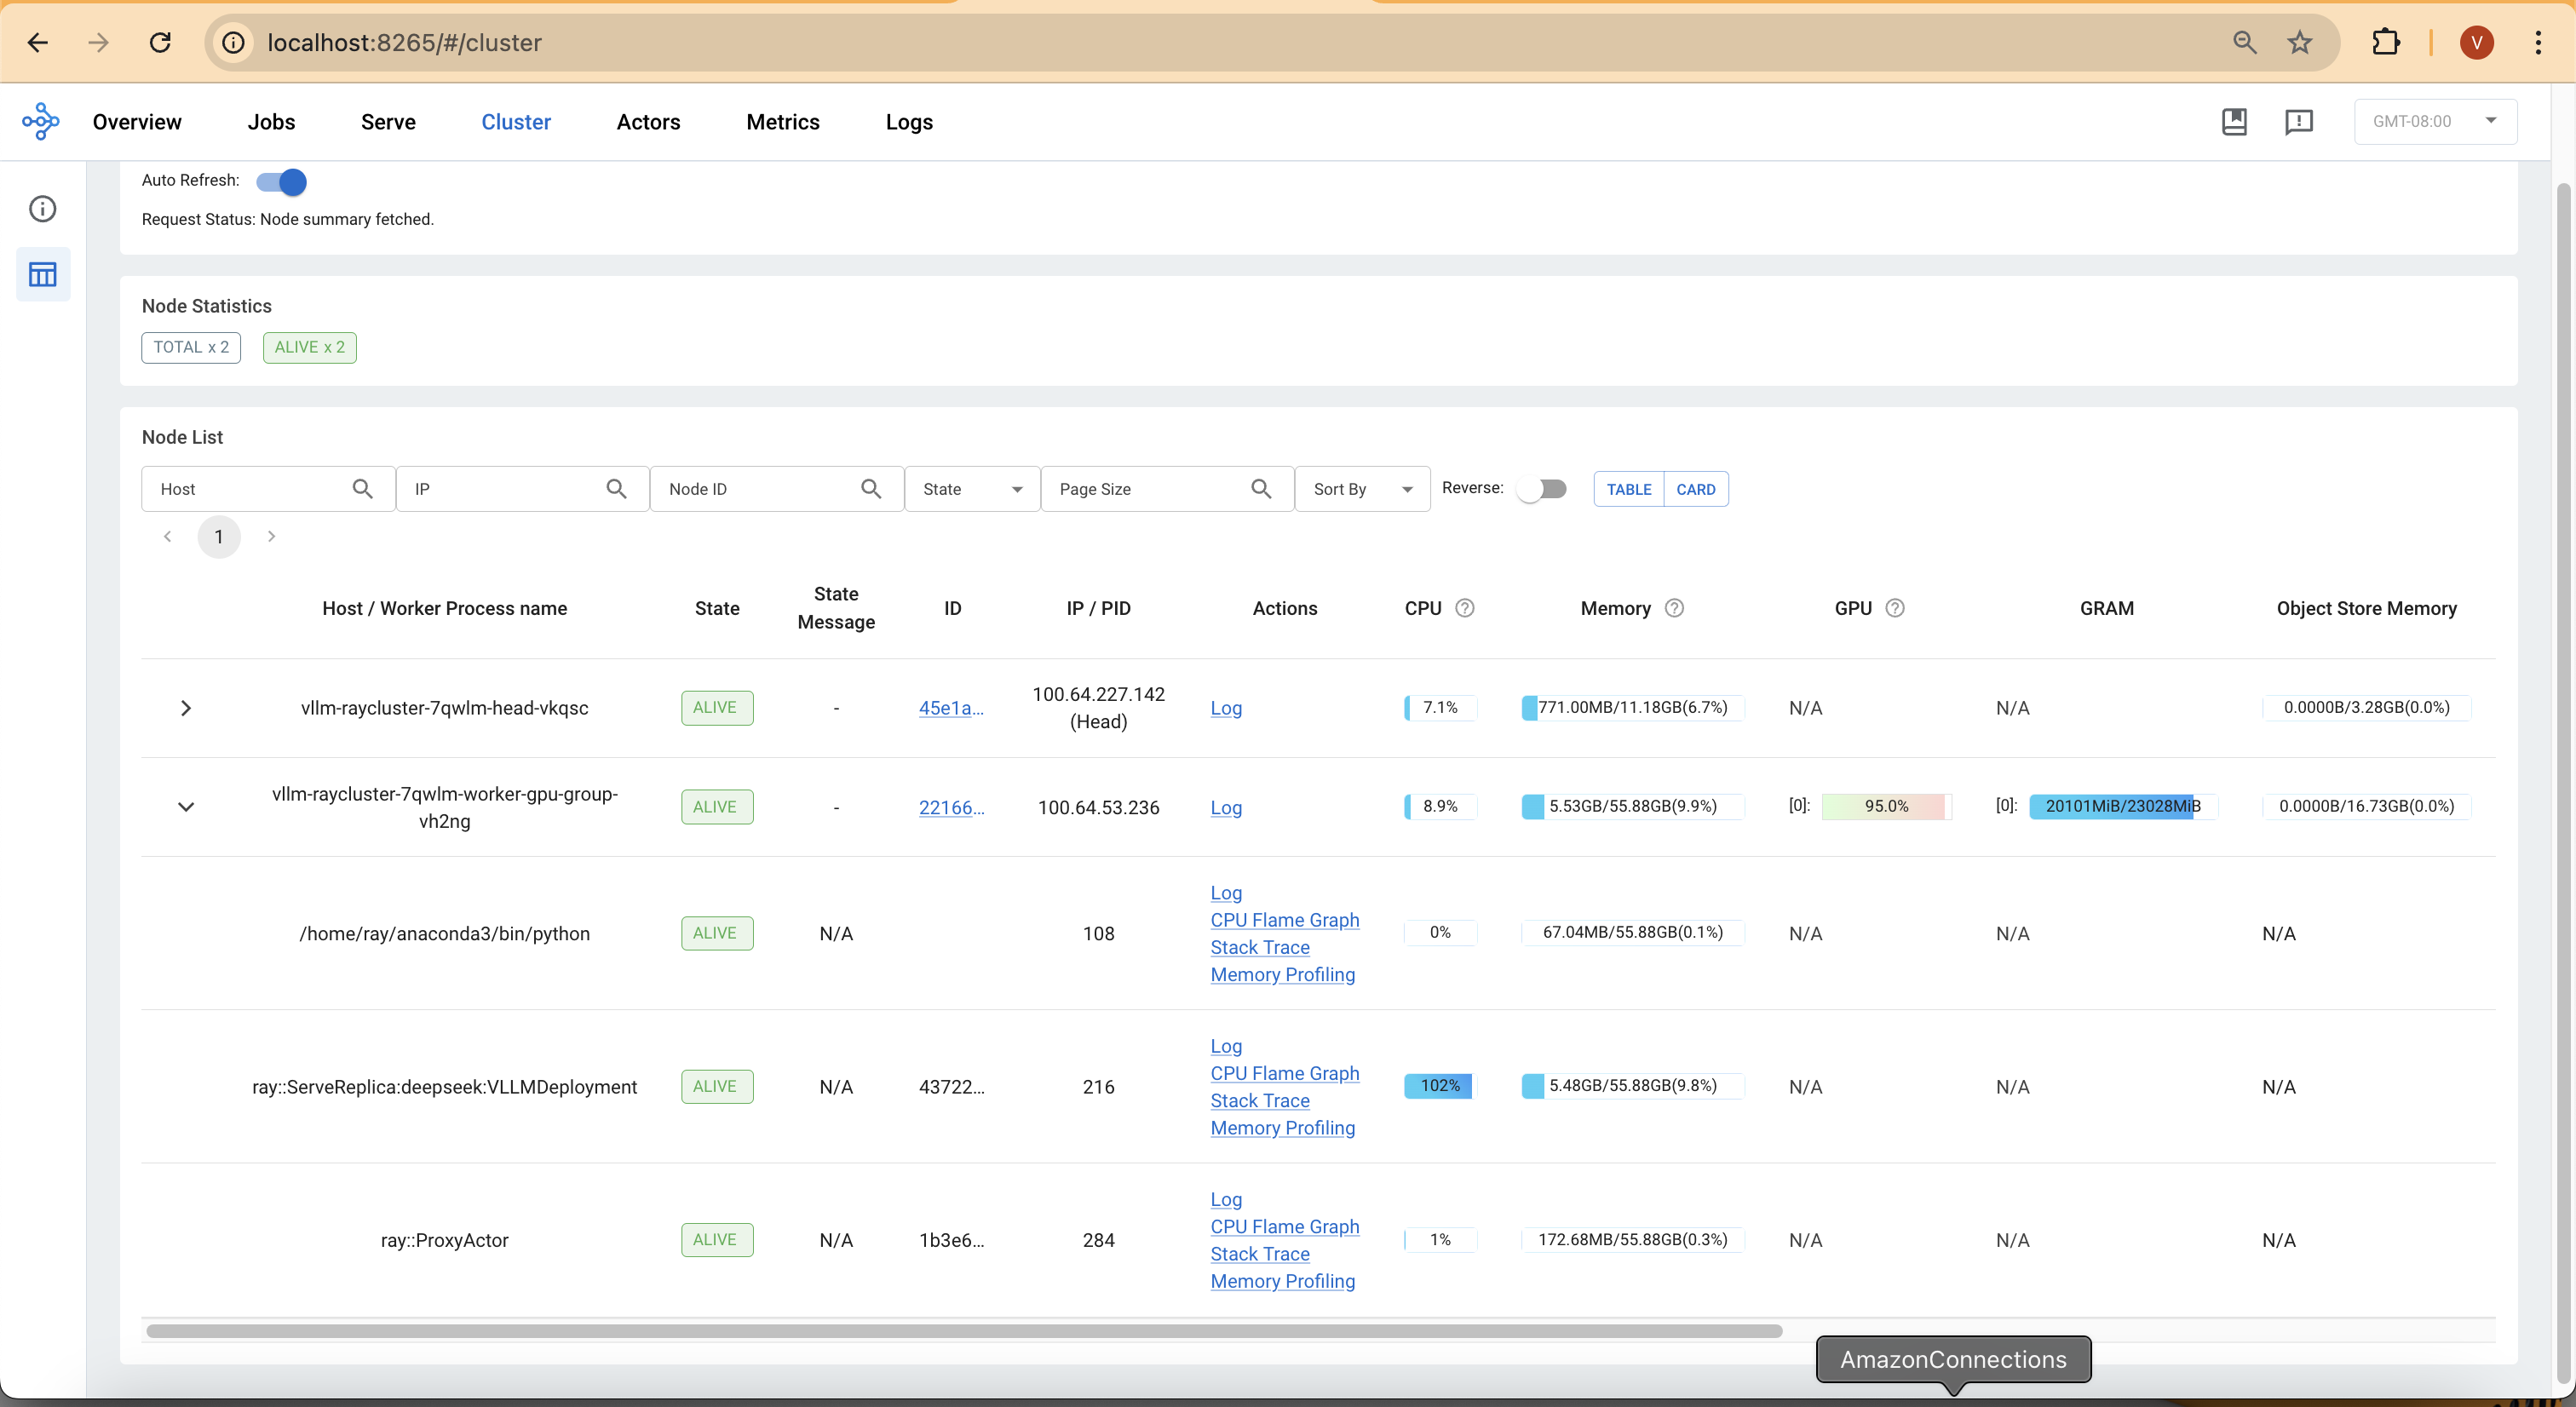 localhost:8265/#/cluster
V
Overview Jobs Serve Cluster Actors Metrics Logs
GMT-08:00
Auto Refresh:
Request Status: Node summary fetched.
Node Statistics
TOTAL x 2 ALIVE x 2
Node List
Host IP Node ID State Page Size Sort By Reverse: TABLE CARD
1
Host / Worker Process name State State Message ID IP / PID Actions CPU Memory GPU GRAM Object Store Memory
vllm-raycluster-7qwlm-head-vkqsc ALIVE - 45e1a... 100.64.227.142 (Head) Log 7.1% 771.00MB/11.18GB(6.7%) N/A N/A 0.0000B/3.28GB(0.0%)
vllm-raycluster-7qwlm-worker-gpu-group-vh2ng ALIVE - 22166... 100.64.53.236 Log 8.9% 5.53GB/55.88GB(9.9%) [0]: 95.0% [0]: 20101MiB/23028MiB 0.0000B/16.73GB(0.0%)
/home/ray/anaconda3/bin/python ALIVE N/A 108 Log CPU Flame Graph Stack Trace Memory Profiling 0% 67.04MB/55.88GB(0.1%) N/A N/A N/A
ray::ServeReplica:deepseek:VLLMDeployment ALIVE N/A 43722... 216 Log CPU Flame Graph Stack Trace Memory Profiling 102% 5.48GB/55.88GB(9.8%) N/A N/A N/A
ray::ProxyActor ALIVE N/A 1b3e6... 284 Log CPU Flame Graph Stack Trace Memory Profiling 1% 172.68MB/55.88GB(0.3%) N/A N/A N/A
AmazonConnections